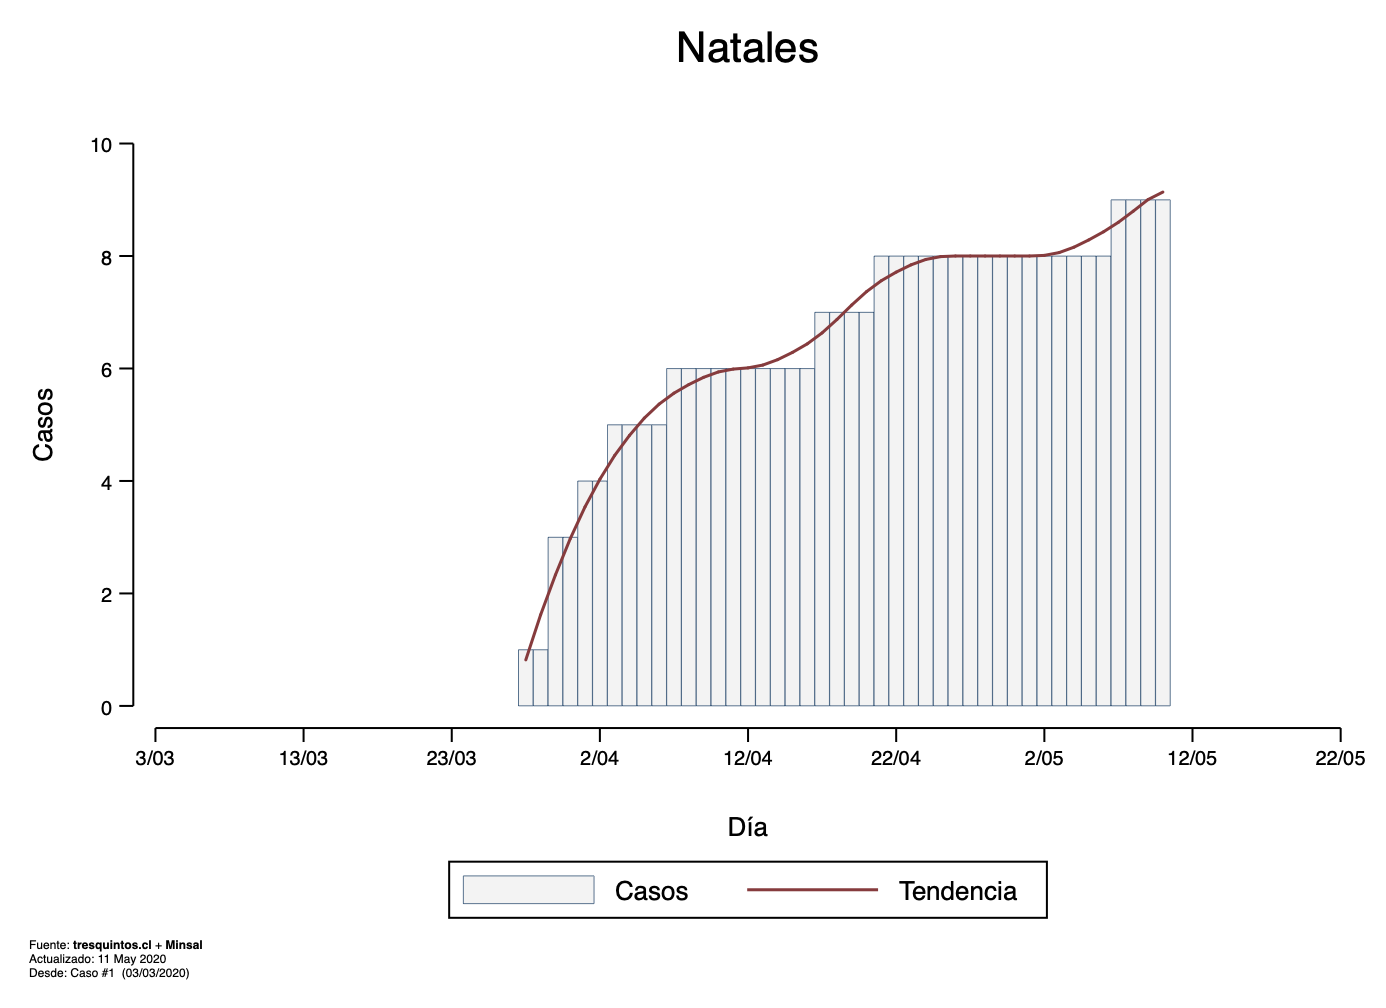 Natales
10
8
6
4
2
0
Casos
3/03 13/03 23/03 2/04 12/04 22/04 2/05 12/05 22/05
Día
Casos Tendencia
Fuente: tresquintos.cl + Minsal
Actualizado: 11 May 2020
Desde: Caso #1 (03/03/2020)